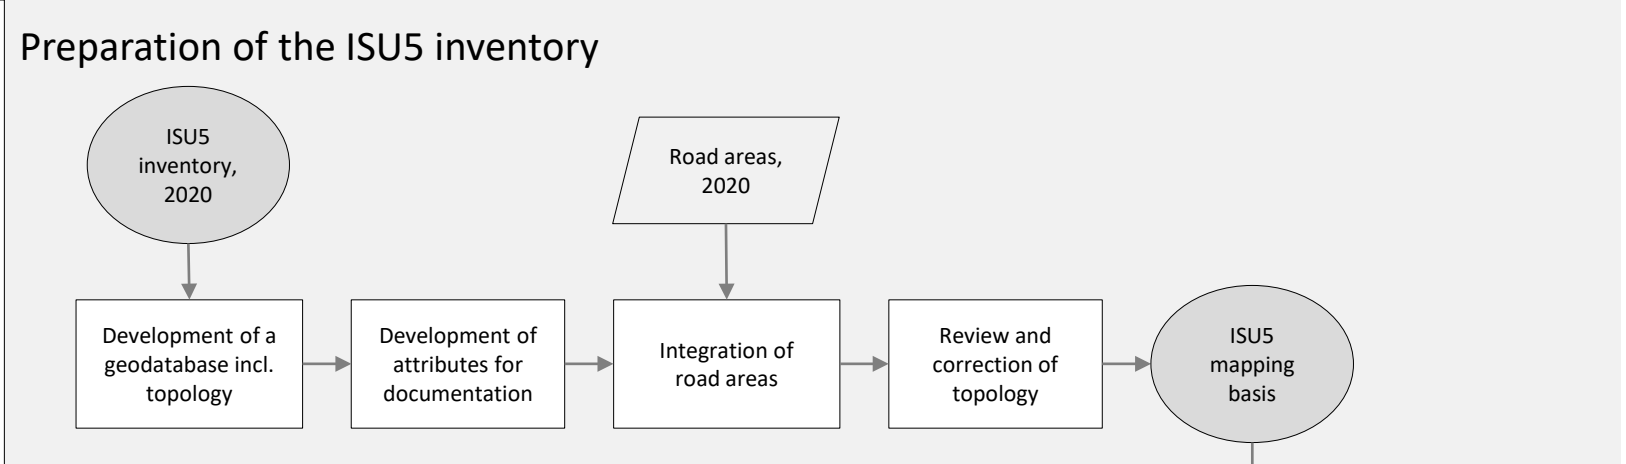 Preparation of the ISU5 inventory
ISU5
inventory,
2020
Road areas,
2020
Development of a
geodatabase incl.
topology
Development of
attributes for
documentation
Integration of
road areas
Review and
correction of
topology
ISU5
mapping
basis